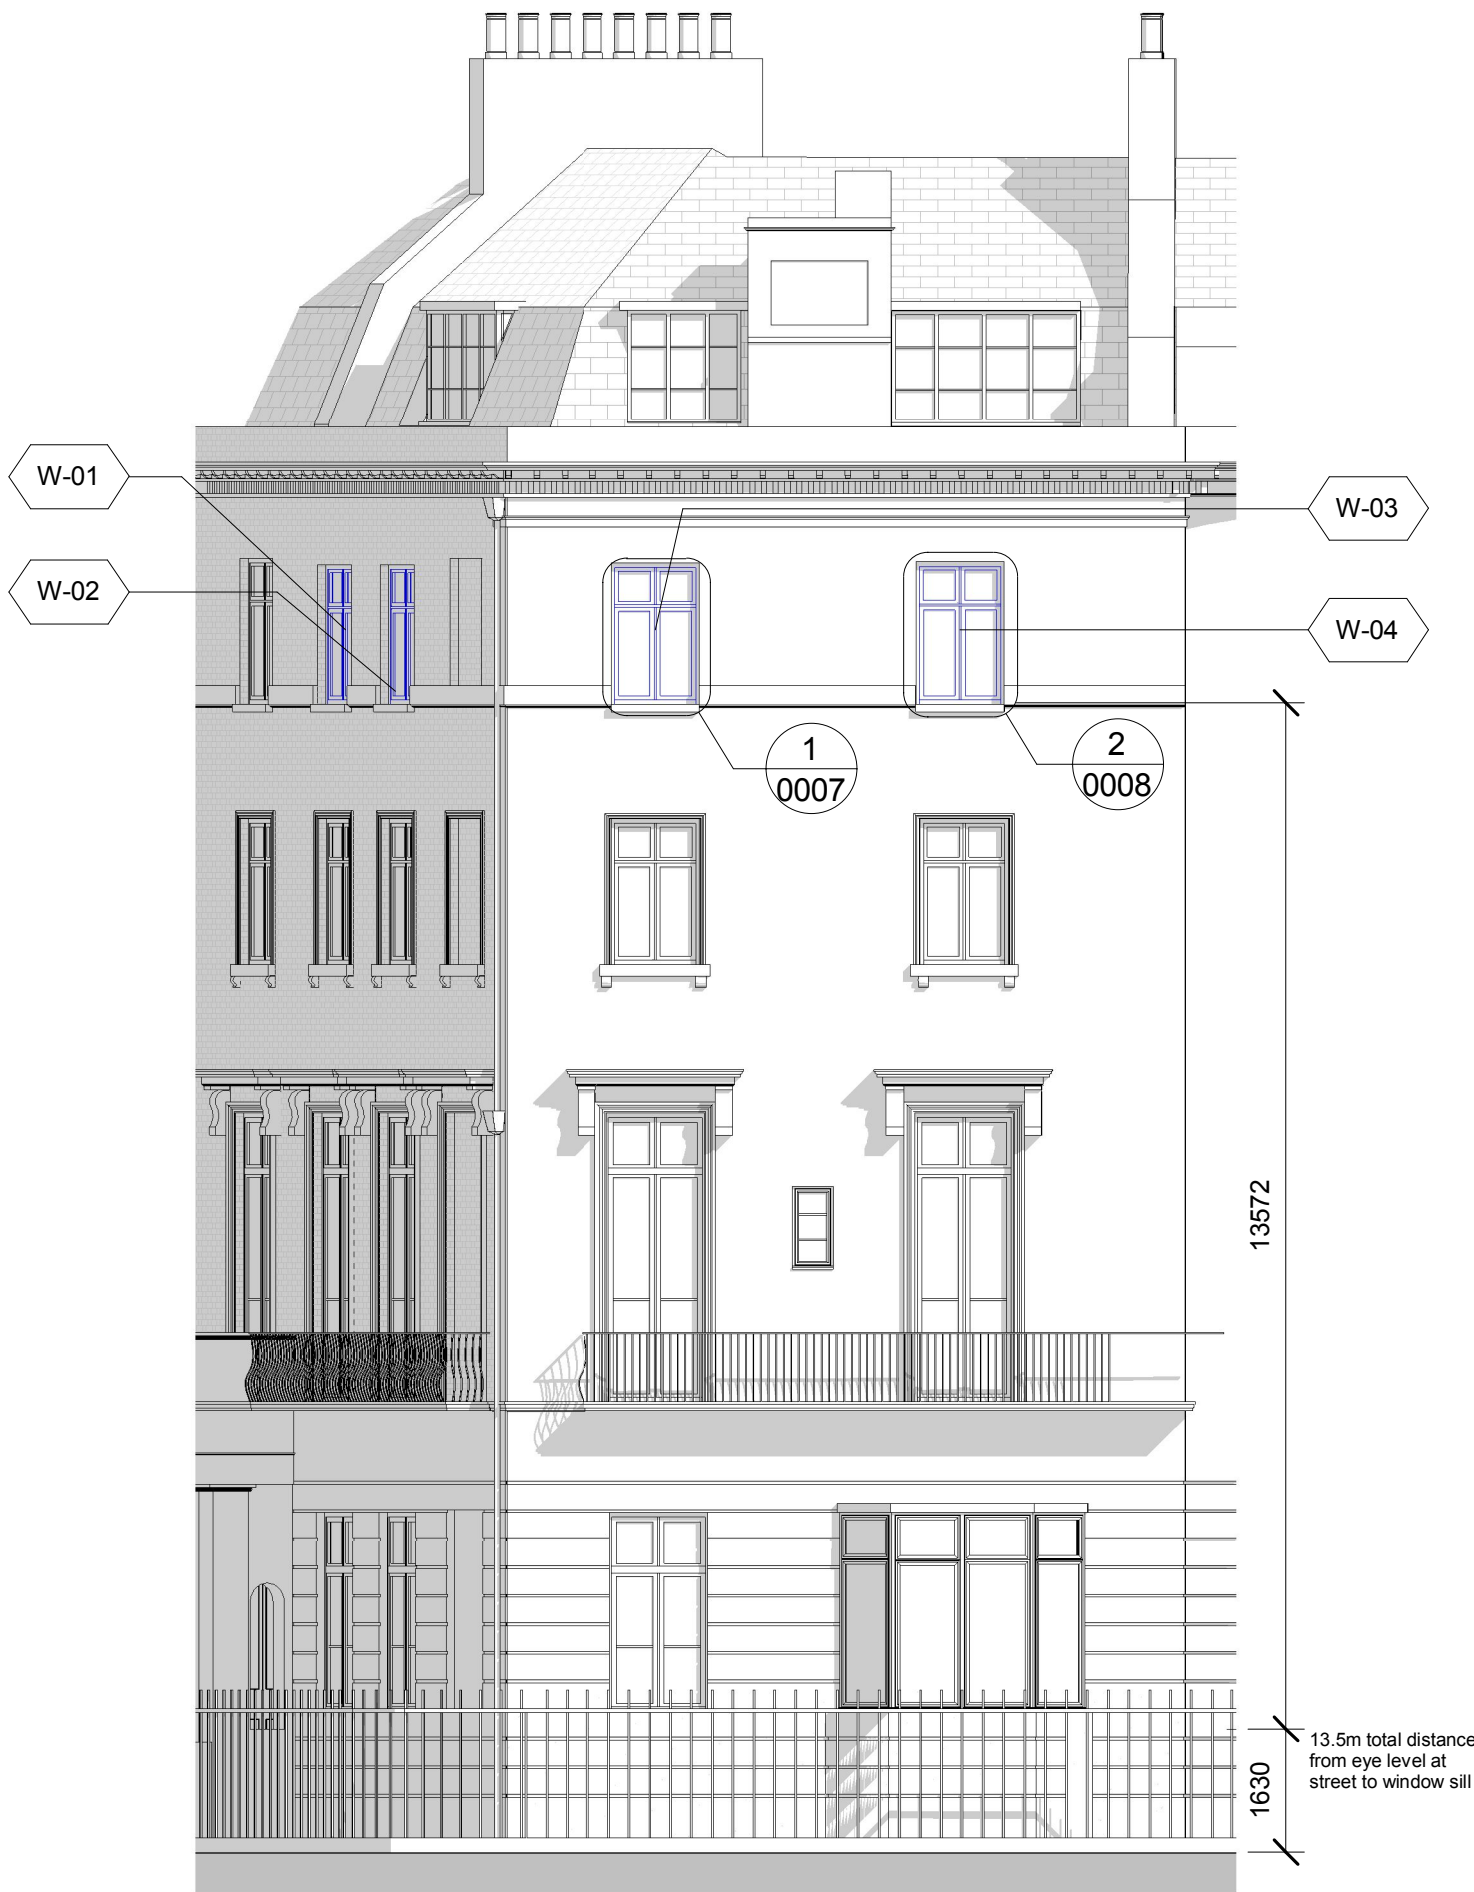 W-01
W-03
W-02
W-04
1
0007
2
0008
13572
13.5m total distance
from eye level at
street to window sill
1630